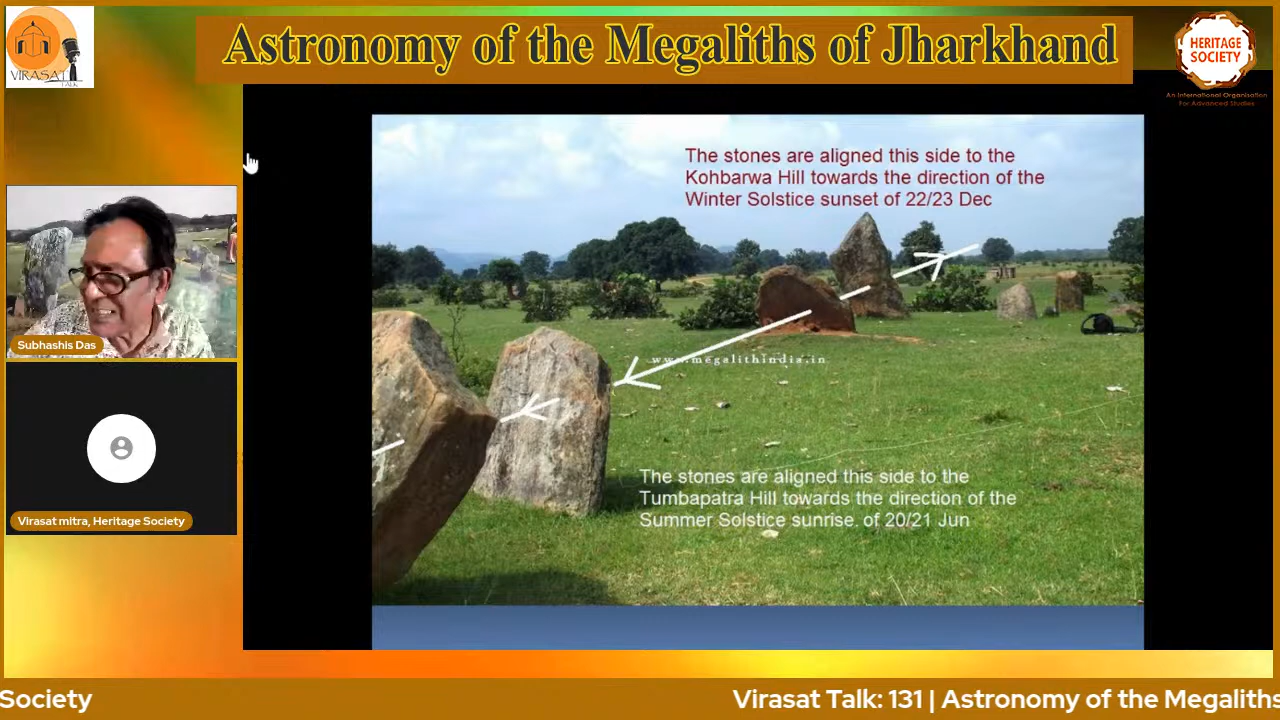 Astronomy of the Megaliths of Jharkhand
VIRASAT
TALK
HERITAGE
SOCIETY
An International Organisation
For Advanced Studies
The stones are aligned this side to the
Kohbarwa Hill towards the direction of the
Winter Solstice sunset of 22/23 Dec
www.megalithindia.in
The stones are aligned this side to the
Tumbapatra Hill towards the direction of the
Summer Solstice sunrise. of 20/21 Jun
Subhashis Das
Virasat mitra, Heritage Society
Society
Virasat Talk: 131 | Astronomy of the Megaliths